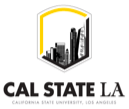 CAL STATE LA
CALIFORNIA STATE UNIVERSITY, LOS ANGELES